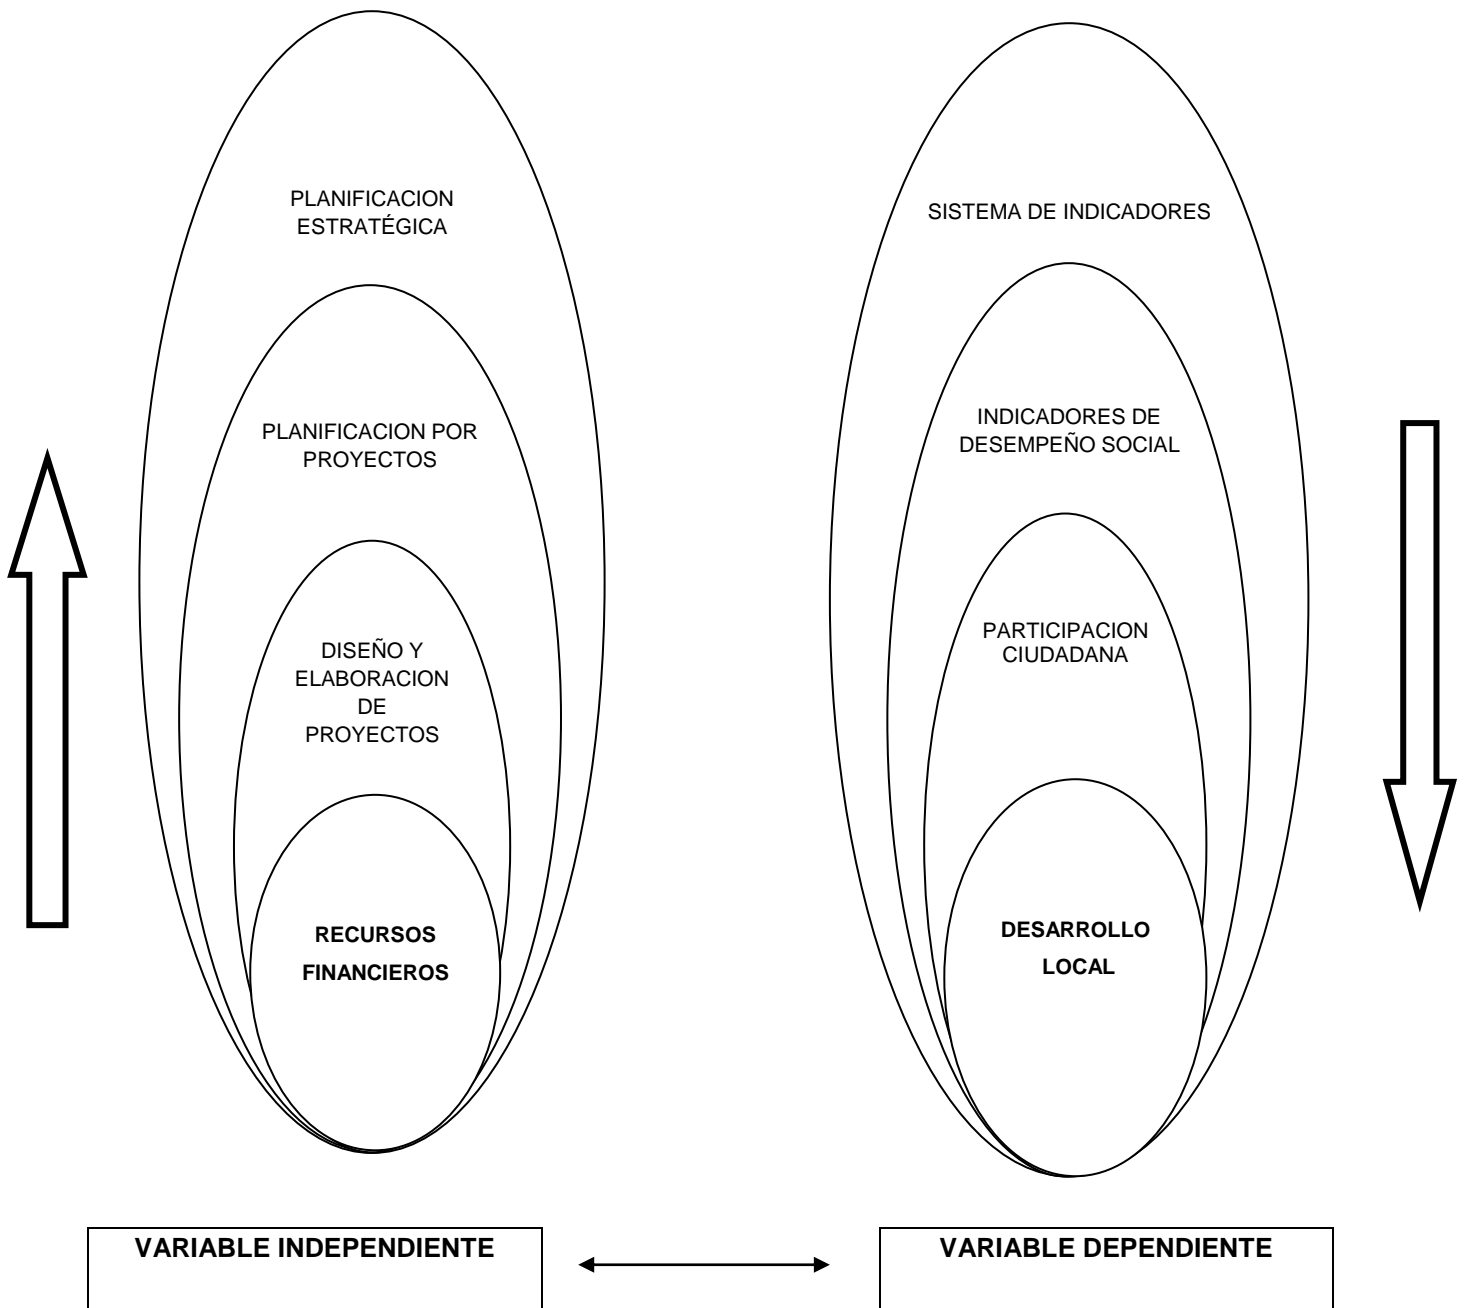 PLANIFICACION
ESTRATÉGICA
PLANIFICACION POR
PROYECTOS
DISEÑO Y
ELABORACION
DE
PROYECTOS
RECURSOS
FINANCIEROS
SISTEMA DE INDICADORES
INDICADORES DE
DESEMPEÑO SOCIAL
PARTICIPACION
CIUDADANA
DESARROLLO
LOCAL
VARIABLE INDEPENDIENTE
VARIABLE DEPENDIENTE